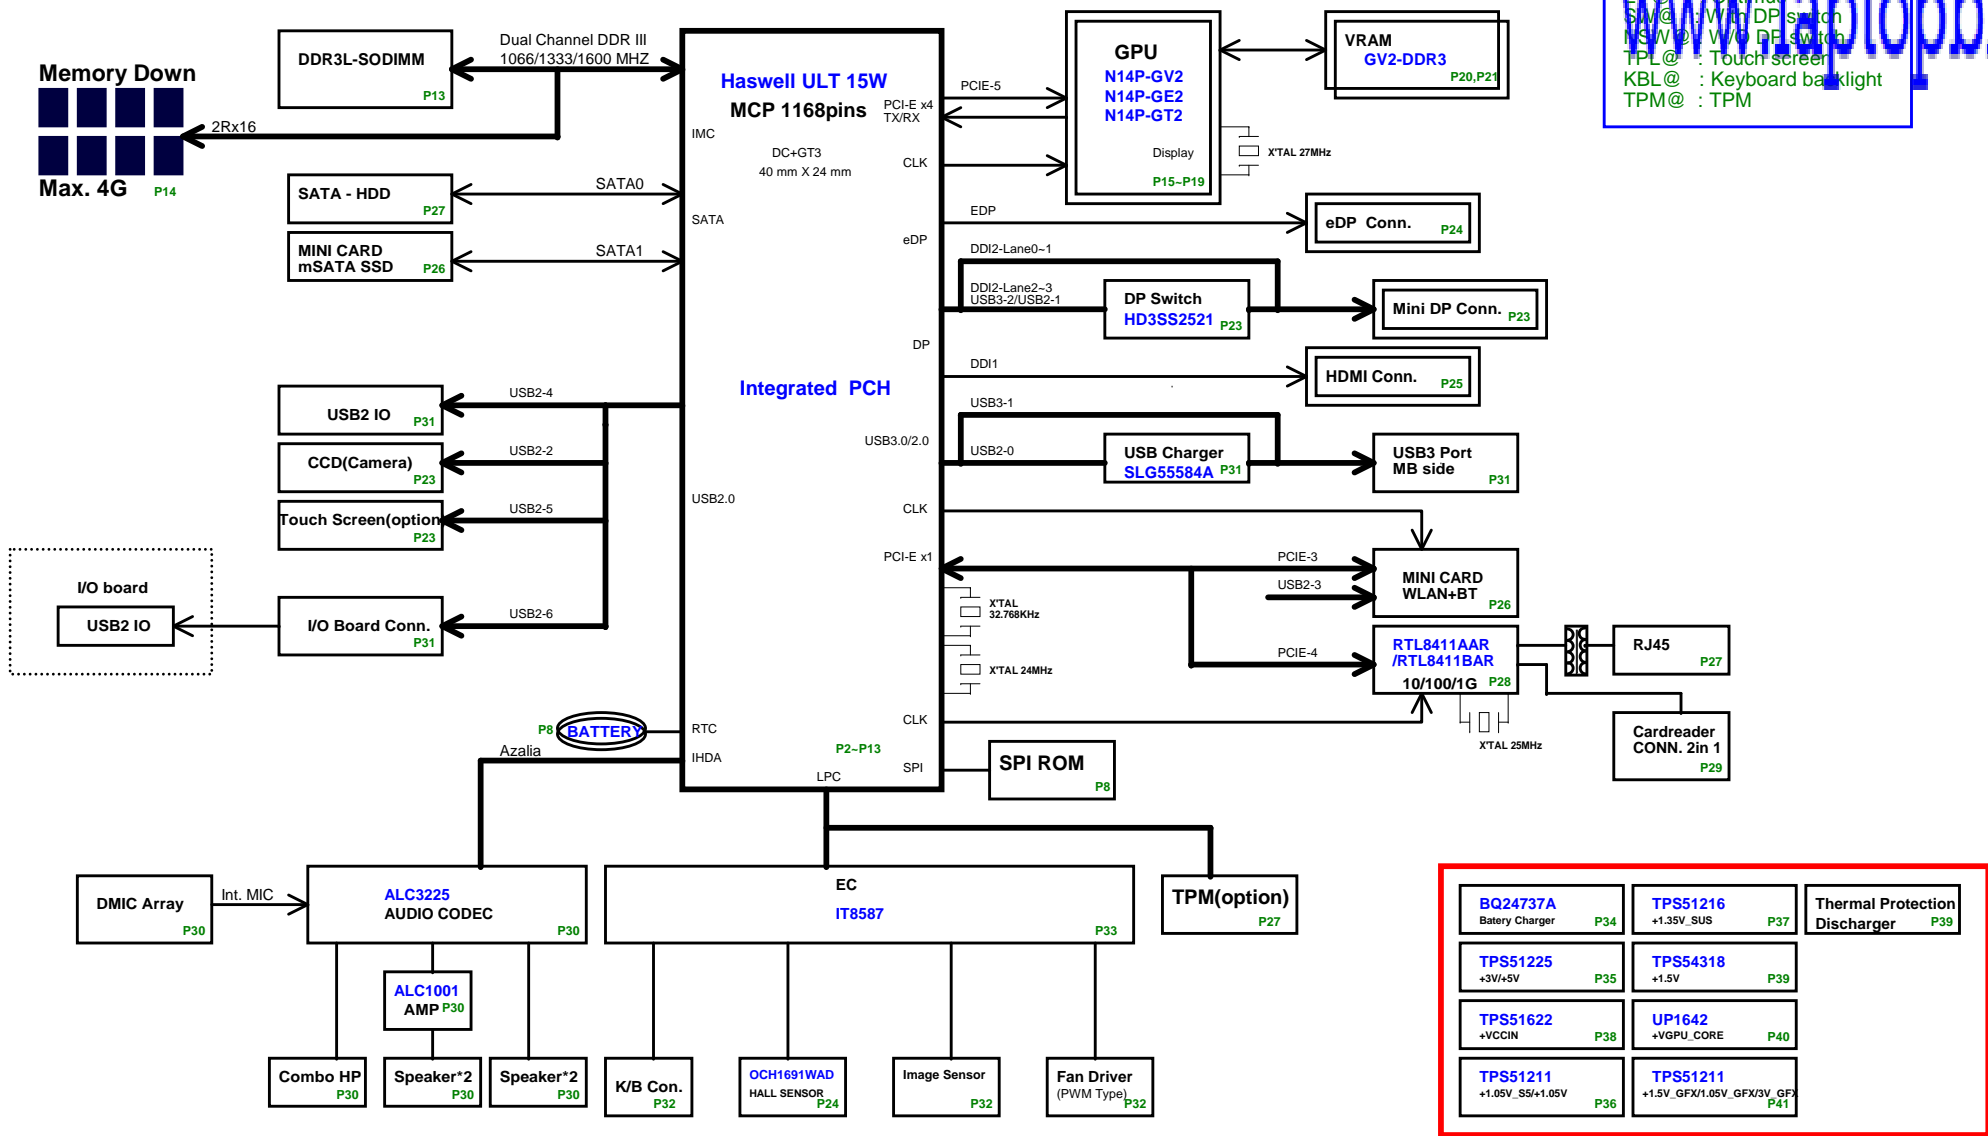 Memory Down
Max. 4G
P14
2Rx16
DDR3L-SODIMM
P13
Dual Channel DDR III
1066/1333/1600 MHZ
SATA - HDD
P27
SATA0
MINI CARD
mSATA SSD
P26
SATA1
USB2 IO
P31
USB2-4
CCD(Camera)
P23
USB2-2
Touch Screen(option
P23
USB2-5
I/O board
USB2 IO
I/O Board Conn.
P31
USB2-6
P8
BATTERY
Azalia
Haswell ULT 15W
MCP 1168pins
DC+GT3
40 mm X 24 mm
Integrated PCH
P2~P13
IMC
SATA
USB2.0
RTC
IHDA
LPC
PCI-E x4
TX/RX
CLK
eDP
DP
USB3.0/2.0
CLK
PCI-E x1
CLK
SPI
PCIE-5
GPU
N14P-GV2
N14P-GE2
N14P-GT2
Display
P15~P19
X'TAL 27MHz
VRAM
GV2-DDR3
P20,P21
: With DP switch
: W/O DP switch
TPL@ : Touch screen
KBL@ : Keyboard backlight
TPM@ : TPM
EDP
eDP Conn.
P24
DDI2-Lane0~1
DDI2-Lane2~3
USB3-2/USB2-1
DP Switch
HD3SS2521
P23
Mini DP Conn.
P23
DDI1
HDMI Conn.
P25
USB3-1
USB2-0
USB Charger
SLG55584A
P31
USB3 Port
MB side
P31
PCIE-3
USB2-3
MINI CARD
WLAN+BT
P26
X'TAL
32.768KHz
X'TAL 24MHz
PCIE-4
RTL8411AAR
/RTL8411BAR
10/100/1G
P28
RJ45
P27
X'TAL 25MHz
Cardreader
CONN. 2in 1
P29
SPI ROM
P8
DMIC Array
P30
Int. MIC
ALC3225
AUDIO CODEC
P30
EC
IT8587
P33
TPM(option)
P27
ALC1001
AMP
P30
Combo HP
P30
Speaker*2
P30
Speaker*2
P30
K/B Con.
P32
OCH1691WAD
HALL SENSOR
P24
Image Sensor
P32
Fan Driver
(PWM Type)
P32
BQ24737A
Batery Charger
P34
TPS51216
+1.35V_SUS
P37
Thermal Protection
Discharger
P39
TPS51225
+3V/+5V
P35
TPS54318
+1.5V
P39
TPS51622
+VCCIN
P38
UP1642
+VGPU_CORE
P40
TPS51211
+1.05V_S5/+1.05V
P36
TPS51211
+1.5V_GFX/1.05V_GFX/3V_GFX
P41